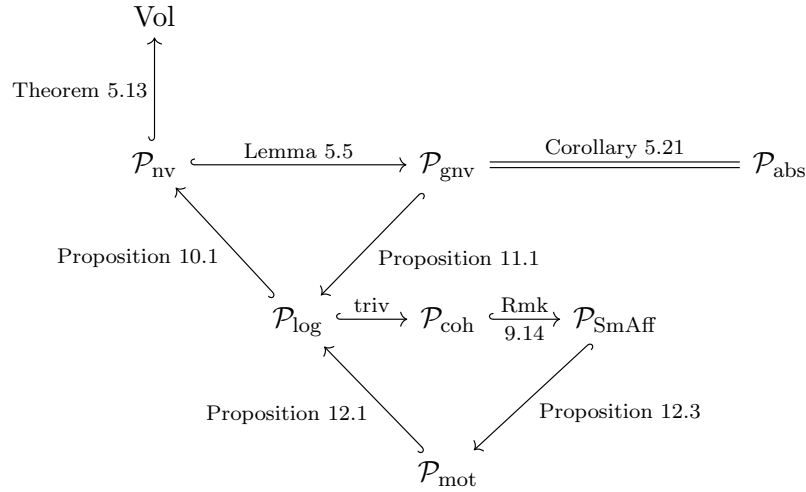 Vol
Theorem 5.13
𝒫nv Lemma 5.5 𝒫gnv Corollary 5.21 𝒫abs
Proposition 10.1 Proposition 11.1
𝒫log triv 𝒫coh Rmk 9.14 𝒫SmAff
Proposition 12.1 Proposition 12.3
𝒫mot